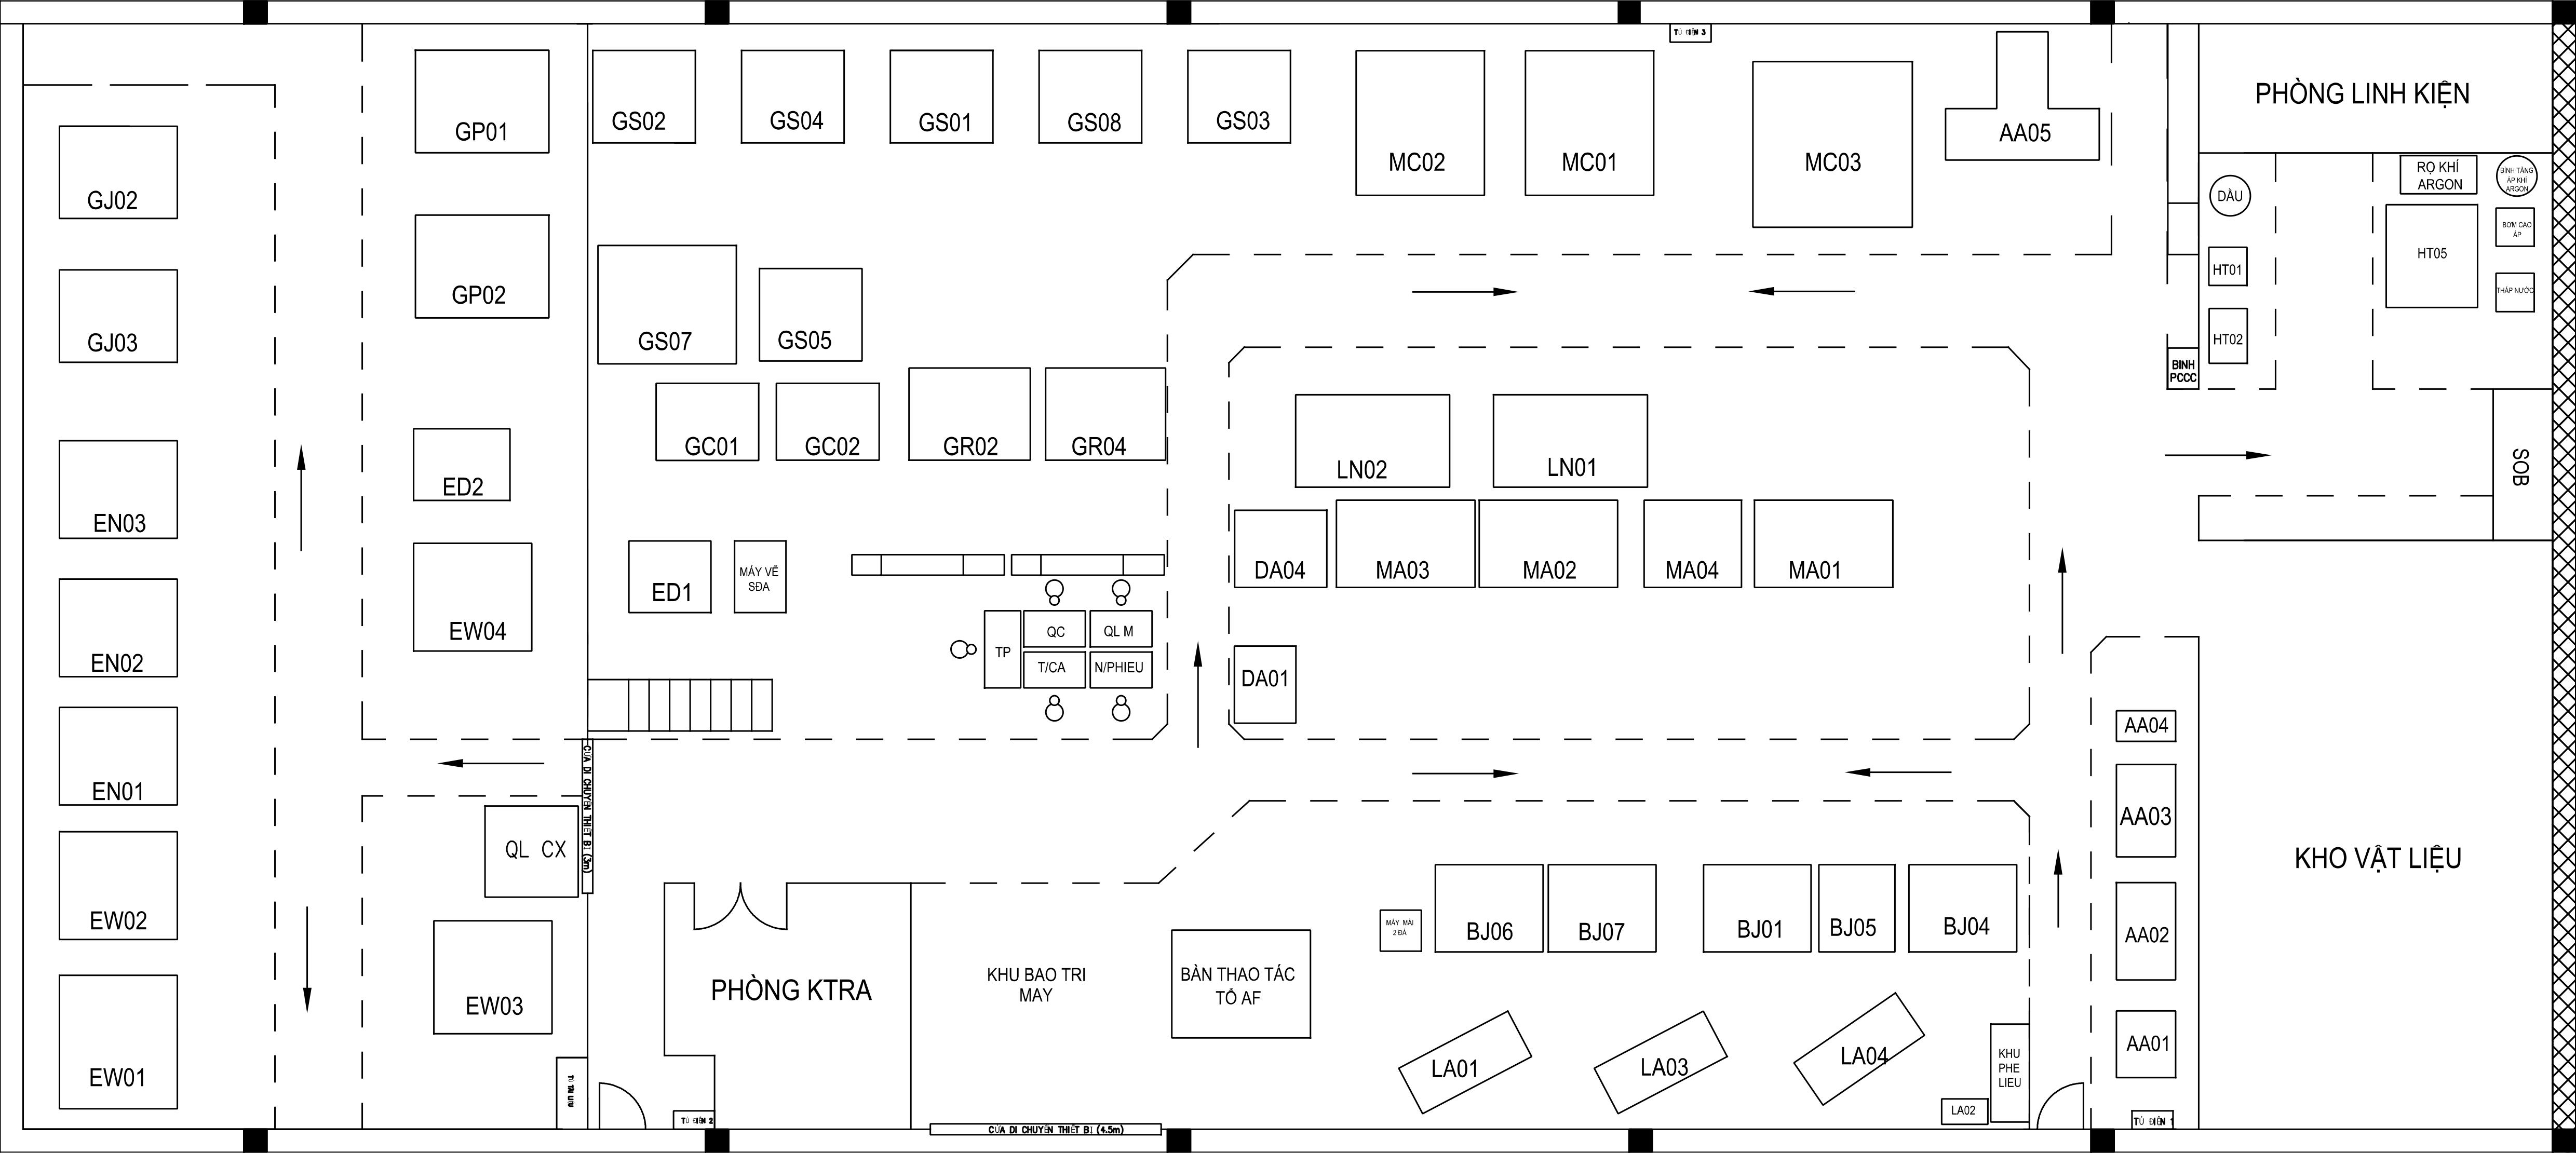 TỦ ĐIỆN 3
GP01
GS02
GS04
GS01
GS08
GS03
MC02
MC01
MC03
AA05
PHÒNG LINH KIỆN
GJ02
RỌ KHÍ
ARGON
BÌNH TĂNG
ÁP KHÍ
ARGON
DẦU
BƠM CAO
ÁP
HT05
HT01
THÁP NƯỚC
HT02
GP02
GJ03
GS07
GS05
BINH
PCCC
GC01
GC02
GR02
GR04
LN02
LN01
SOB
ED2
EN03
ED1
MÁY VẼ
SĐA
DA04
MA03
MA02
MA04
MA01
EW04
EN02
TP
QC
QL M
T/CA
N/PHIEU
DA01
AA04
EN01
CỬA DI CHUYỂN THIẾT BỊ (3m)
QL CX
AA03
KHO VẬT LIỆU
EW02
MÁY MÀI
2 ĐÁ
BJ06
BJ07
BJ01
BJ05
BJ04
AA02
EW03
PHÒNG KTRA
KHU BAO TRI
MAY
BÀN THAO TÁC
TỔ AF
EW01
LA01
LA03
LA04
KHU
PHE
LIEU
AA01
LA02
TỦ ĐIỆN 2
CỬA DI CHUYỂN THIẾT BỊ (4.5m)
TỦ ĐIỆN 1